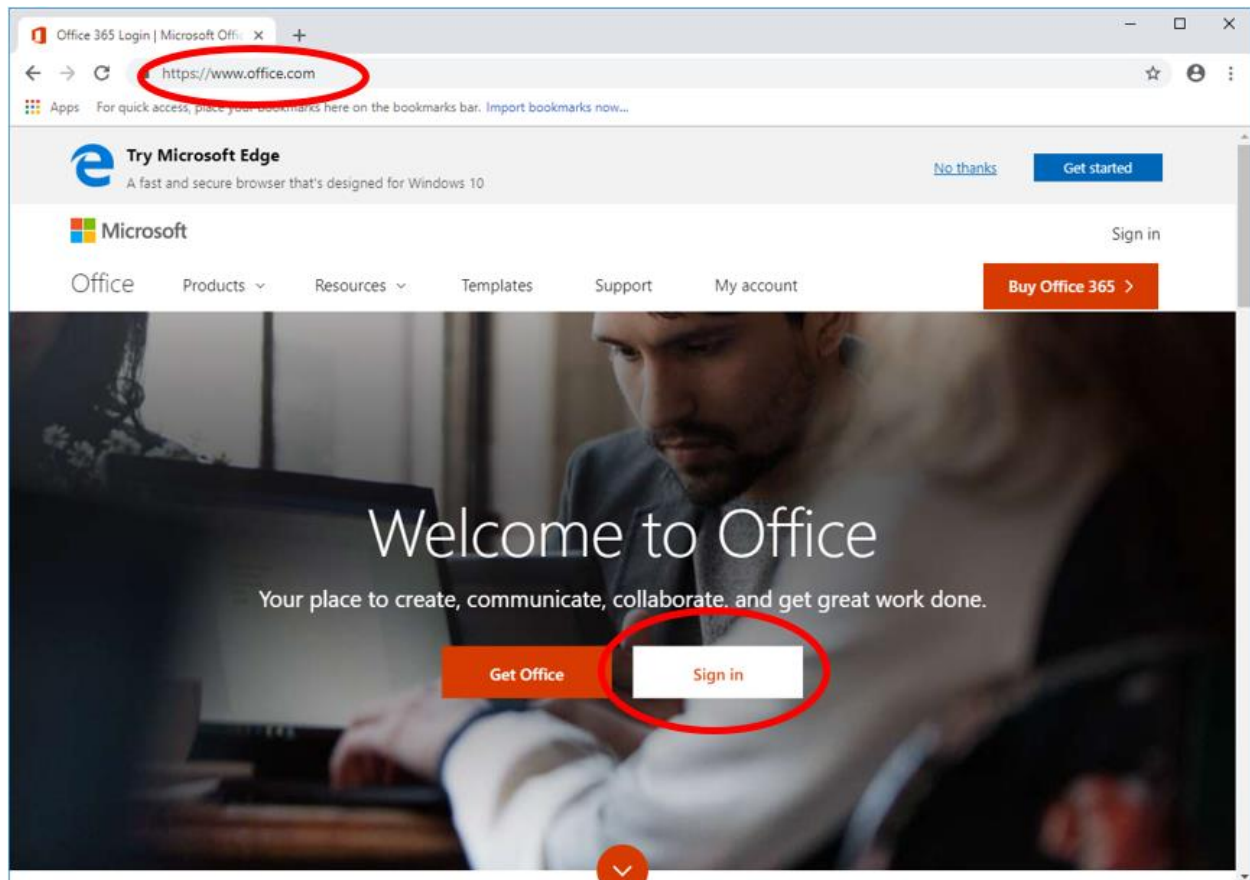 Office 365 Login | Microsoft Offic
https://www.office.com
Apps For quick access, place your bookmarks here on the bookmarks bar. Import bookmarks now...
Try Microsoft Edge
A fast and secure browser that's designed for Windows 10
No thanks
Get started
Microsoft
Sign in
Office Products Resources Templates Support My account
Buy Office 365
Welcome to Office
Your place to create, communicate, collaborate, and get great work done.
Get Office
Sign in